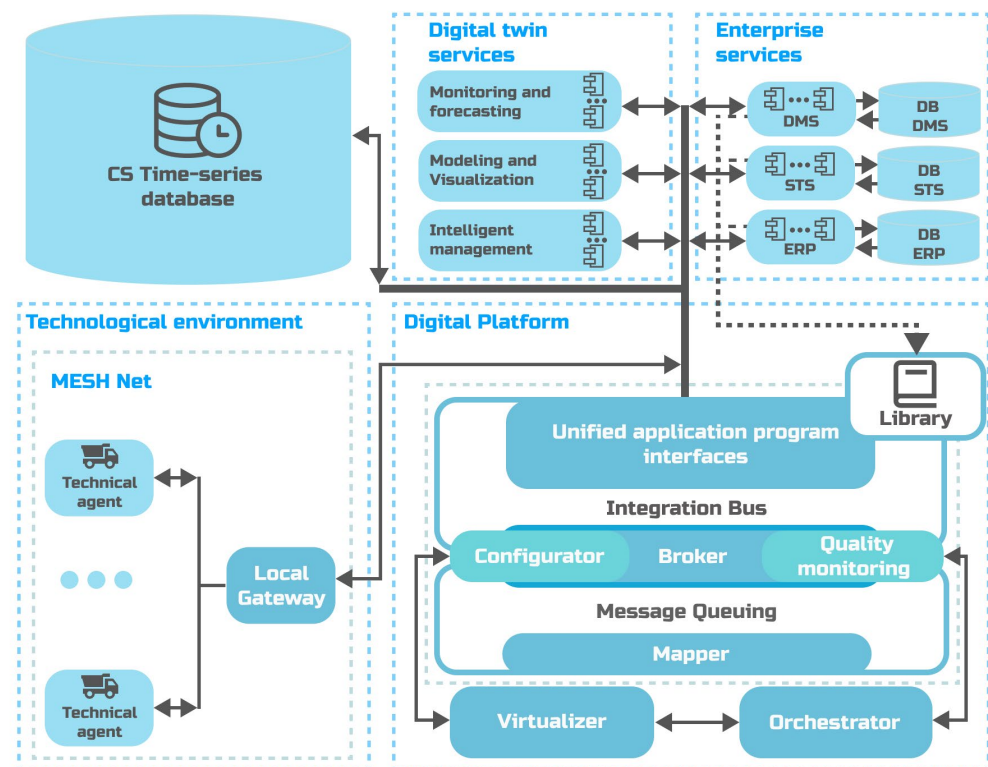 Digital twin
services
Enterprise
services
CS Time-series
database
Monitoring and
forecasting
Modeling and
Visualization
Intelligent
management
DMS
DB
DMS
STS
DB
STS
ERP
DB
ERP
Technological environment
MESH Net
Technical
agent
Technical
agent
Local
Gateway
Digital Platform
Library
Unified application program
interfaces
Integration Bus
Configurator
Broker
Quality
monitoring
Message Queuing
Mapper
Virtualizer
Orchestrator